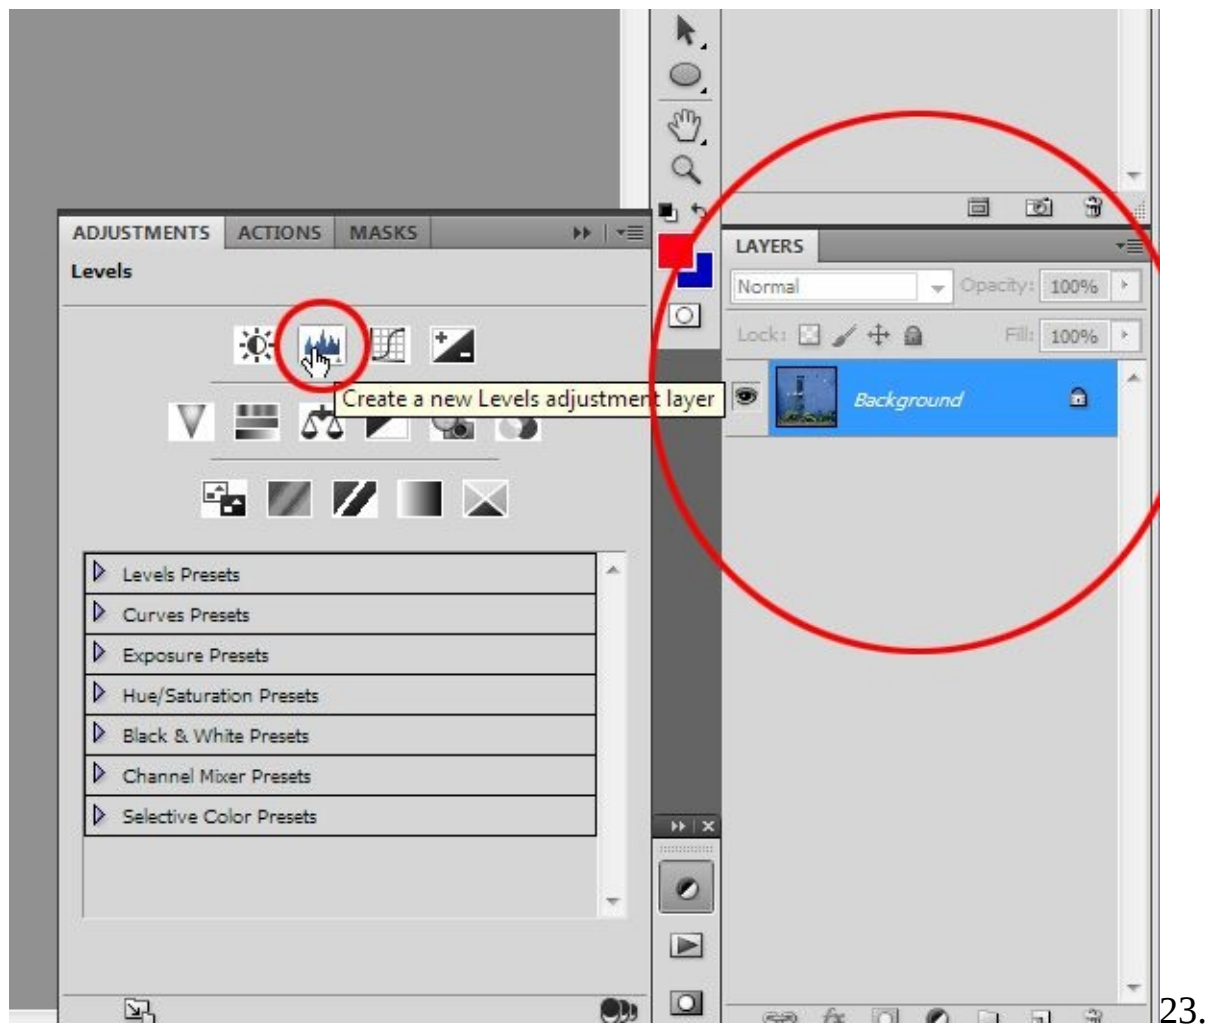 ADJUSTMENTS ACTIONS MASKS
Levels
Create a new Levels adjustment layer
Levels Presets
Curves Presets
Exposure Presets
Hue/Saturation Presets
Black & White Presets
Channel Mixer Presets
Selective Color Presets
LAYERS
Normal Opacity: 100%
Lock: Fill: 100%
Background
fx
23.